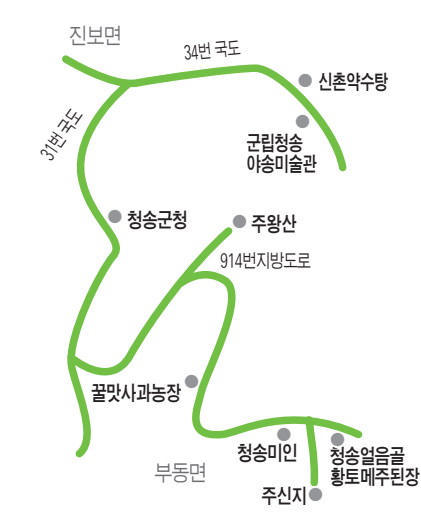 진보면
34번 국도
신촌약수탕
31번 국도
군립청송
야송미술관
청송군청
주왕산
914번지방도로
꿀맛사과농장
청송미인
청송얼음골
황토메주된장
부동면
주신지